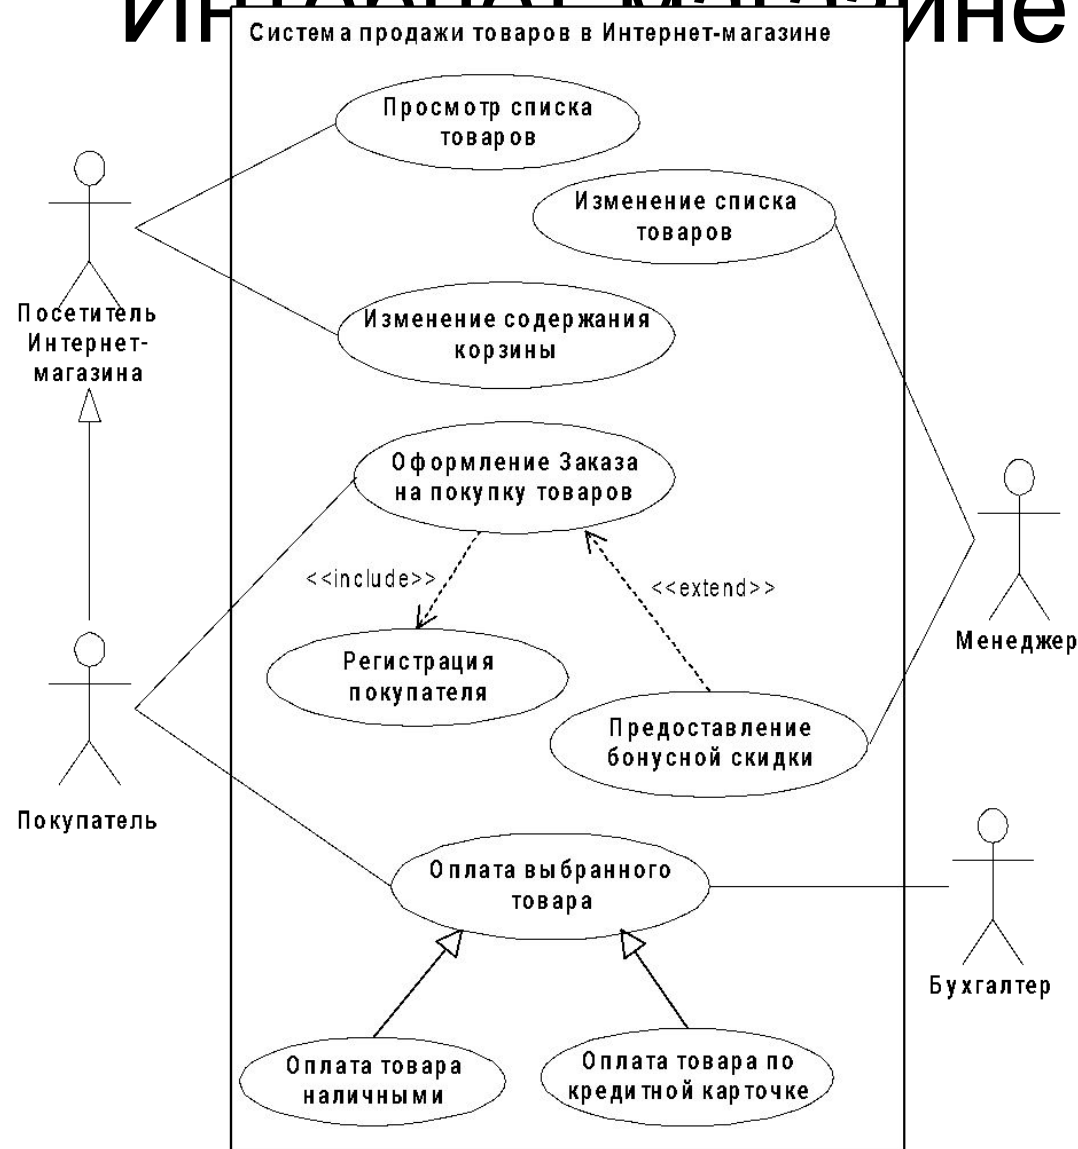 Интернет-магазине
Система продажи товаров в Интернет-магазине
Просмотр списка
товаров
Изменение списка
товаров
Посетитель
Интернет-
магазина
Изменение содержания
корзины
Оформление Заказа
на покупку товаров
<<include>>
<<extend>>
Менеджер
Регистрация
покупателя
Предоставление
бонусной скидки
Покупатель
Оплата выбранного
товара
Бухгалтер
Оплата товара
наличными
Оплата товара по
кредитной карточке